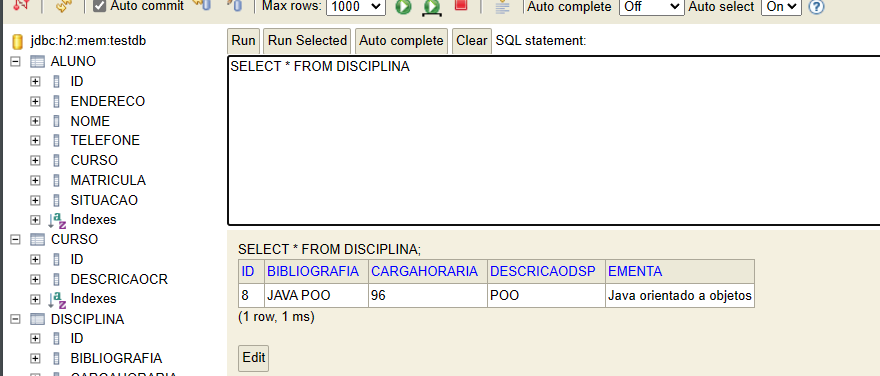 Auto commit Max rows: 1000 Auto complete Off Auto select On
jdbc:h2:mem:testdb
ALUNO
ID
ENDERECO
NOME
TELEFONE
CURSO
MATRICULA
SITUACAO
Indexes
CURSO
ID
DESCRICAOCR
Indexes
DISCIPLINA
ID
BIBLIOGRAFIA
CARGAHORARIA
Run Run Selected Auto complete Clear SQL statement:
SELECT * FROM DISCIPLINA
SELECT * FROM DISCIPLINA;
ID BIBLIOGRAFIA CARGAHORARIA DESCRICAODSP EMENTA
8 JAVA POO 96 POO Java orientado a objetos
(1 row, 1 ms)
Edit